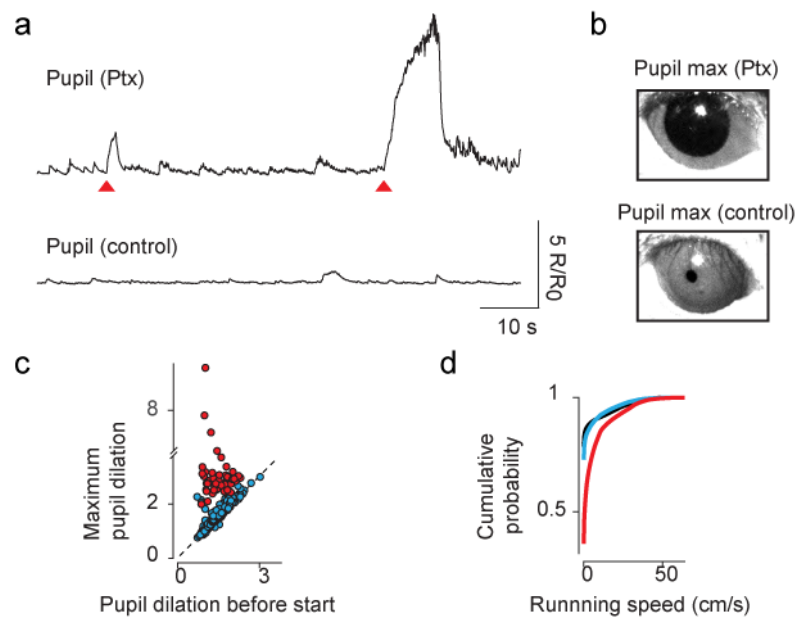 a
Pupil (Ptx)
Pupil (control)
5 R/R0
10 s
b
Pupil max (Ptx)
Pupil max (control)
c
8
2
0
Maximum
pupil dilation
0
3
Pupil dilation before start
d
1
0.5
Cumulative
probability
0
50
Runnning speed (cm/s)